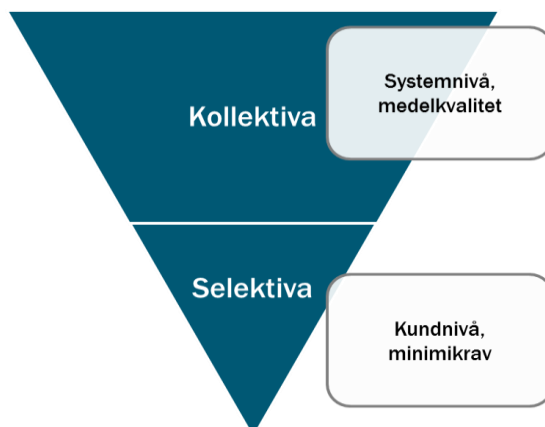 Systemnivå,
medelkvalitet
Kollektiva
Selektiva
Kundnivå,
minimikrav